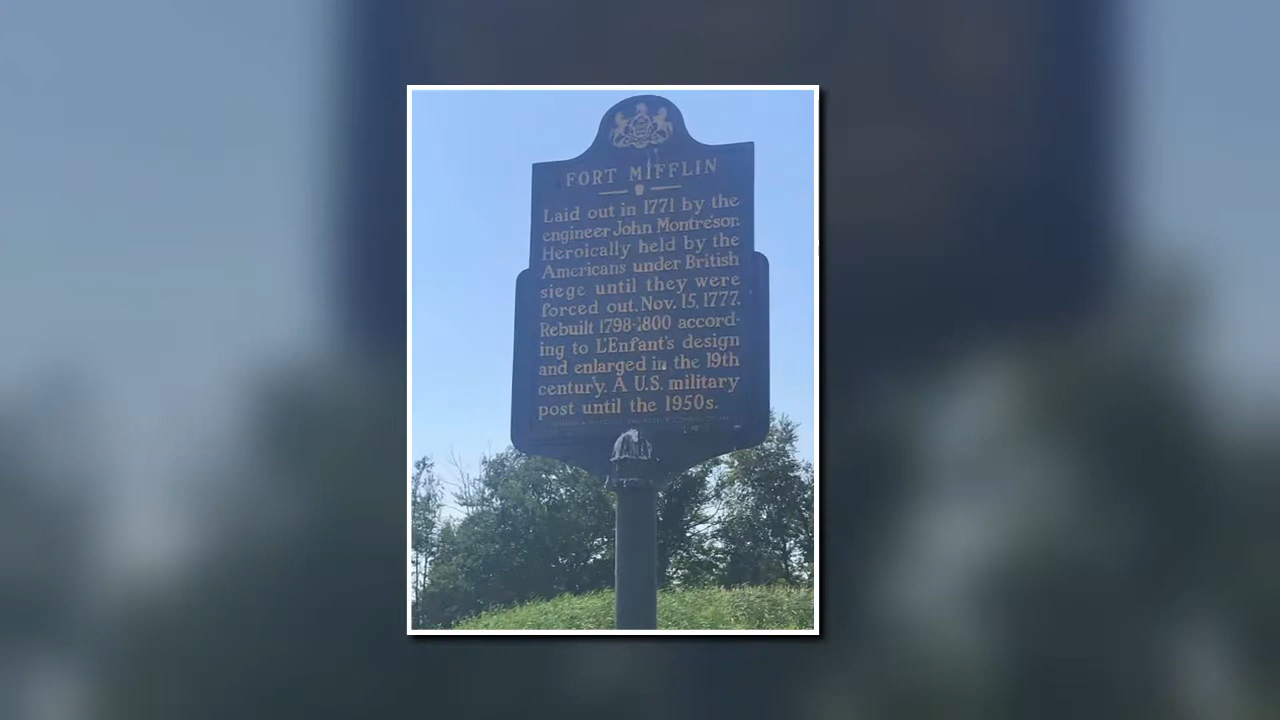 FORT MIFFLIN
Laid out in 1771 by the
engineer John Montrésor.
Heroically held by the
Americans under British
siege until they were
forced out, Nov. 15, 1777.
Rebuilt 1798-1800 accord-
ing to L'Enfant's design
and enlarged in the 19th
century. A U.S. military
post until the 1950s.